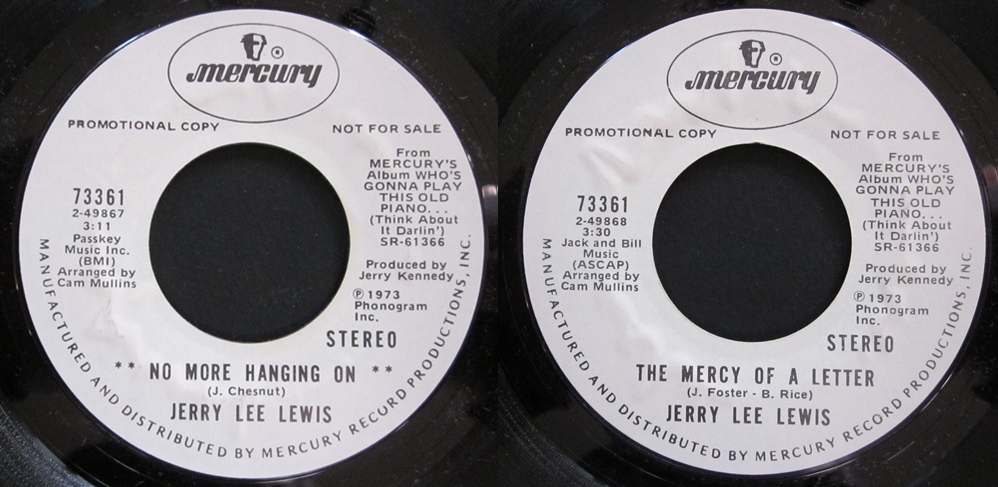 mercury ®
PROMOTIONAL COPY
NOT FOR SALE
73361
2-49867
3:11
Passkey
Music Inc.
(BMI)
Arranged by
Cam Mullins
From
MERCURY'S
Album WHO'S
GONNA PLAY
THIS OLD
PIANO...
(Think About
It Darlin')
SR-61366
Produced by
Jerry Kennedy
℗ 1973
Phonogram
Inc.
STEREO
** NO MORE HANGING ON **
(J. Chesnut)
JERRY LEE LEWIS
MANUFACTURED AND DISTRIBUTED BY MERCURY RECORD PRODUCTIONS, INC.
mercury ®
PROMOTIONAL COPY
NOT FOR SALE
73361
2-49868
3:30
Jack and Bill
Music
(ASCAP)
Arranged by
Cam Mullins
From
MERCURY'S
Album WHO'S
GONNA PLAY
THIS OLD
PIANO...
(Think About
It Darlin')
SR-61366
Produced by
Jerry Kennedy
℗ 1973
Phonogram
Inc.
STEREO
THE MERCY OF A LETTER
(J. Foster - B. Rice)
JERRY LEE LEWIS
MANUFACTURED AND DISTRIBUTED BY MERCURY RECORD PRODUCTIONS, INC.